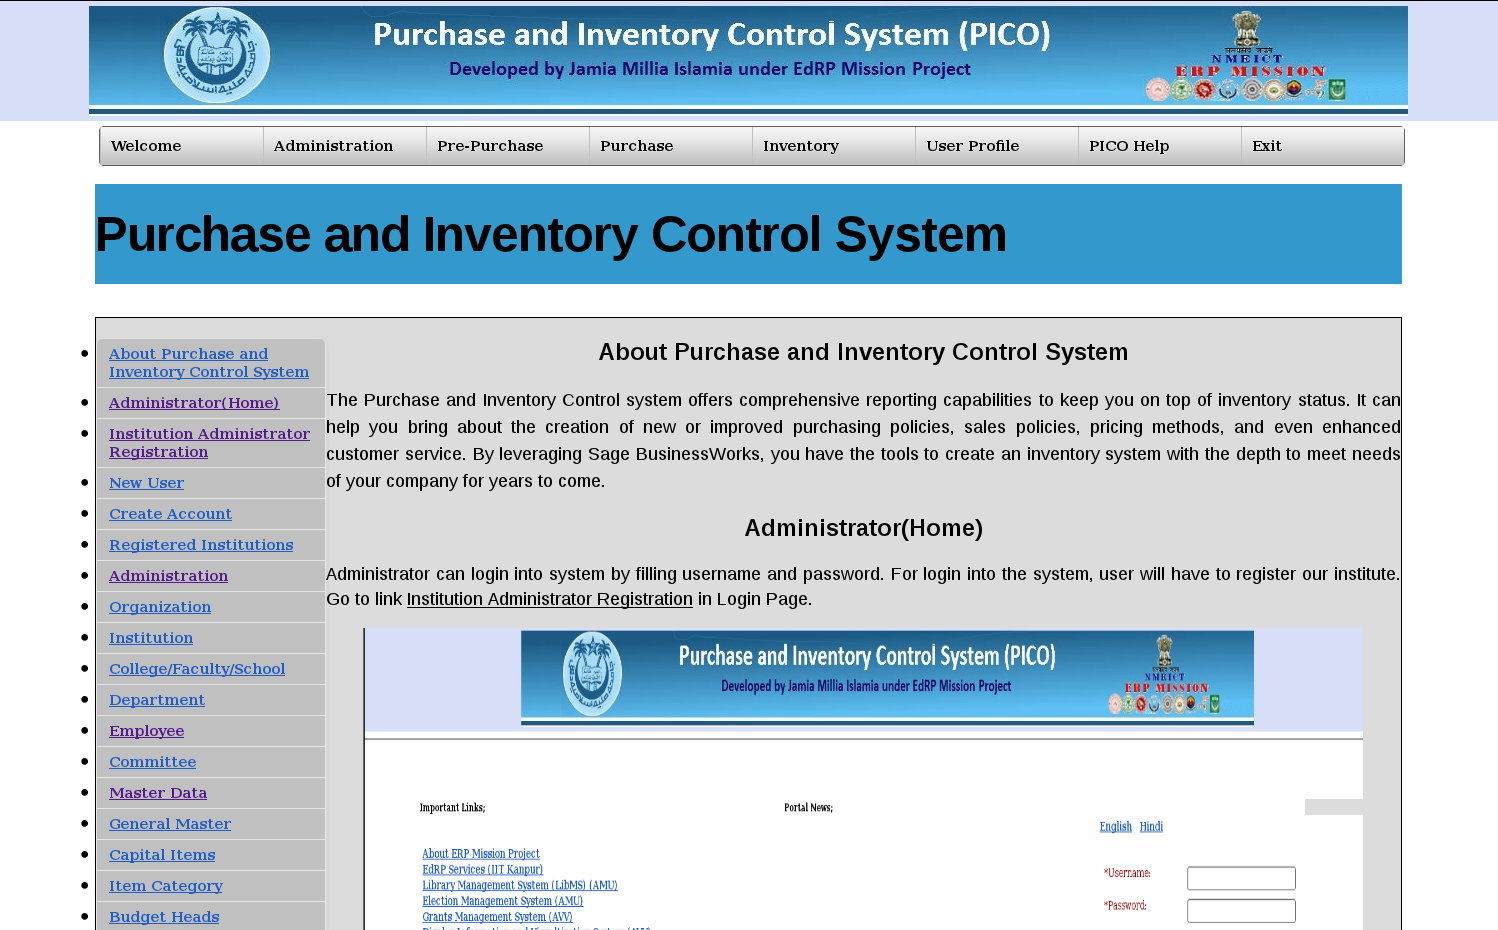 Purchase and Inventory Control System (PICO)
Developed by Jamia Millia Islamia under EdRP Mission Project
NMEICT
ERP MISSION
Welcome
Administration
Pre-Purchase
Purchase
Inventory
User Profile
PICO Help
Exit
Purchase and Inventory Control System
About Purchase and
Inventory Control System
Administrator(Home)
Institution Administrator
Registration
New User
Create Account
Registered Institutions
Administration
Organization
Institution
College/Faculty/School
Department
Employee
Committee
Master Data
General Master
Capital Items
Item Category
Budget Heads
About Purchase and Inventory Control System
The Purchase and Inventory Control system offers comprehensive reporting capabilities to keep you on top of inventory status. It can
help you bring about the creation of new or improved purchasing policies, sales policies, pricing methods, and even enhanced
customer service. By leveraging Sage BusinessWorks, you have the tools to create an inventory system with the depth to meet needs
of your company for years to come.
Administrator(Home)
Administrator can login into system by filling username and password. For login into the system, user will have to register our institute.
Go to link Institution Administrator Registration in Login Page.
Purchase and Inventory Control System (PICO)
Developed by Jamia Millia Islamia under EdRP Mission Project
NMEICT
ERP MISSION
Important Links;
Portal News;
English Hindi
About ERP Mission Project
EdRP Services (IIT Kanpur)
Library Management System (LibMS) (AMU)
Election Management System (AMU)
Grants Management System (AVV)
*Username:
*Password: